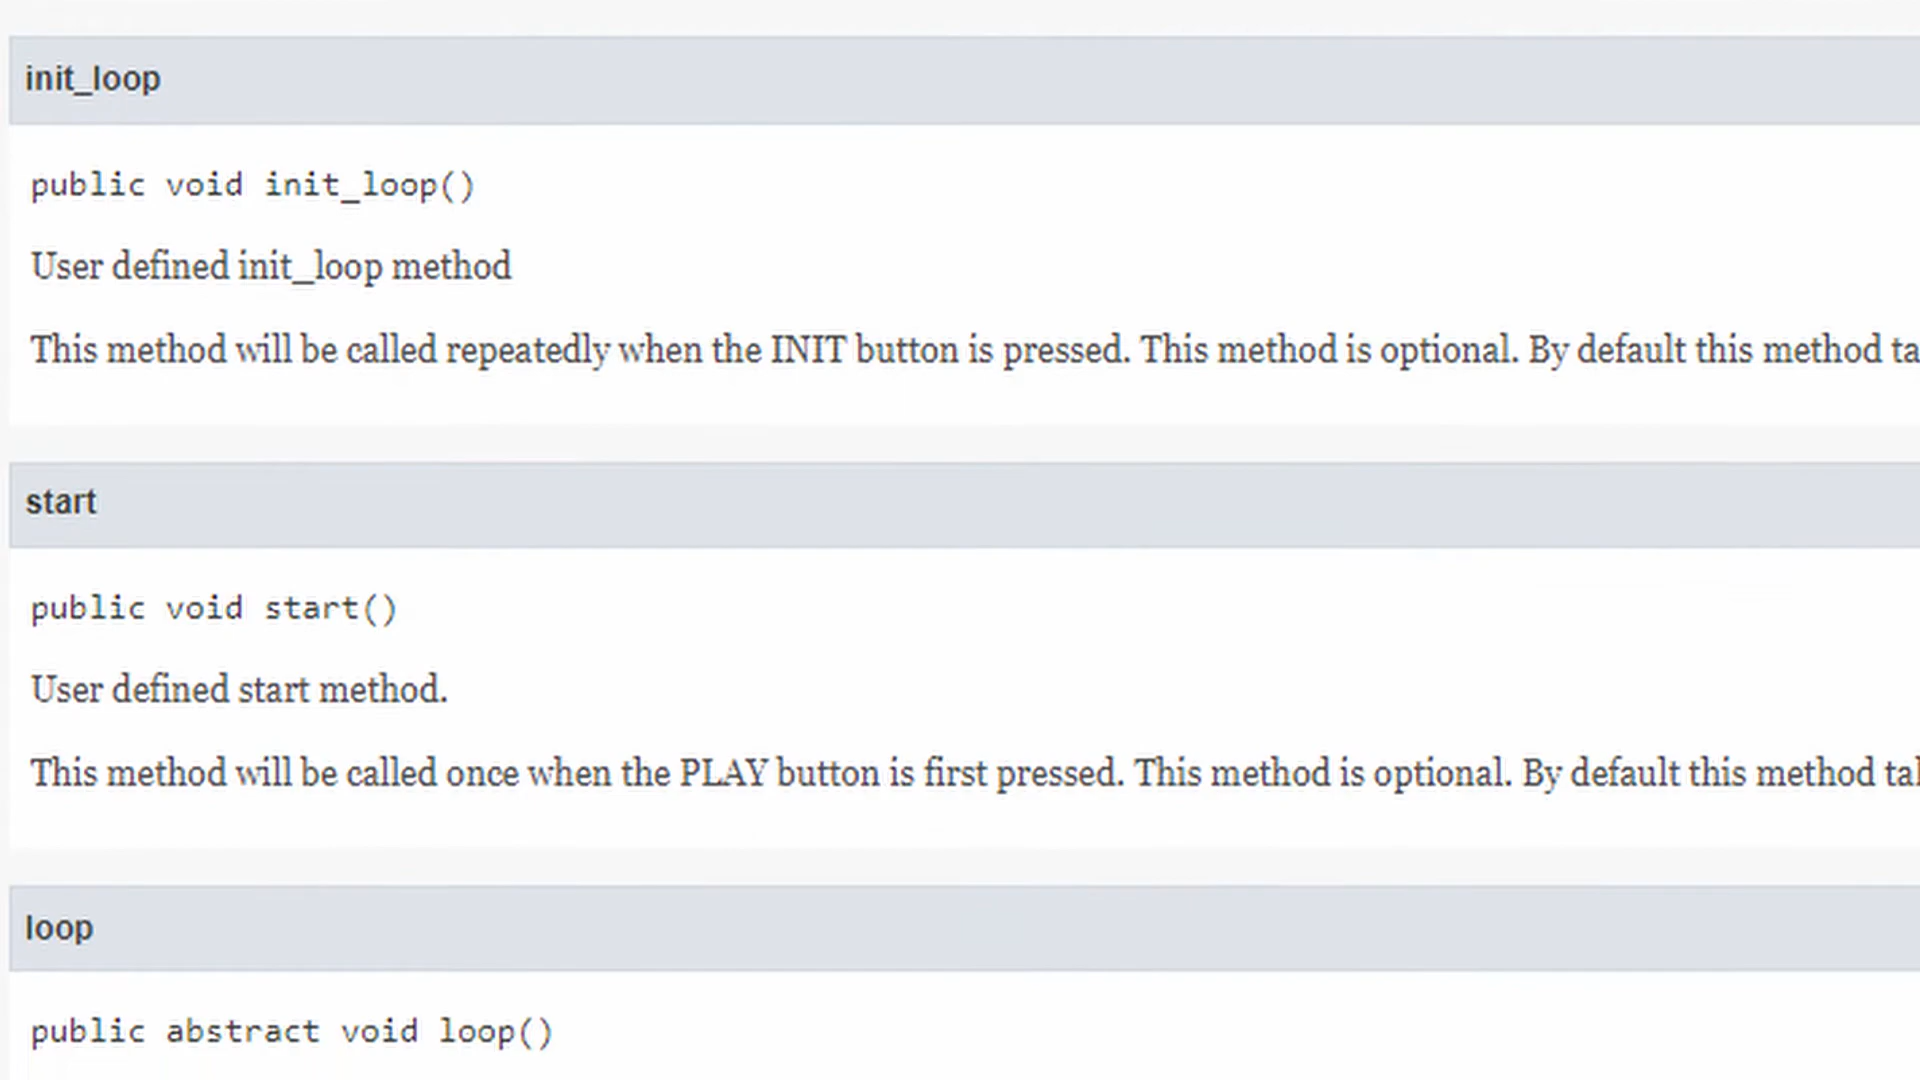 init_loop
public void init_loop()
User defined init_loop method
This method will be called repeatedly when the INIT button is pressed. This method is optional. By default this method
start
public void start()
User defined start method.
This method will be called once when the PLAY button is first pressed. This method is optional. By default this method
loop
public abstract void loop()